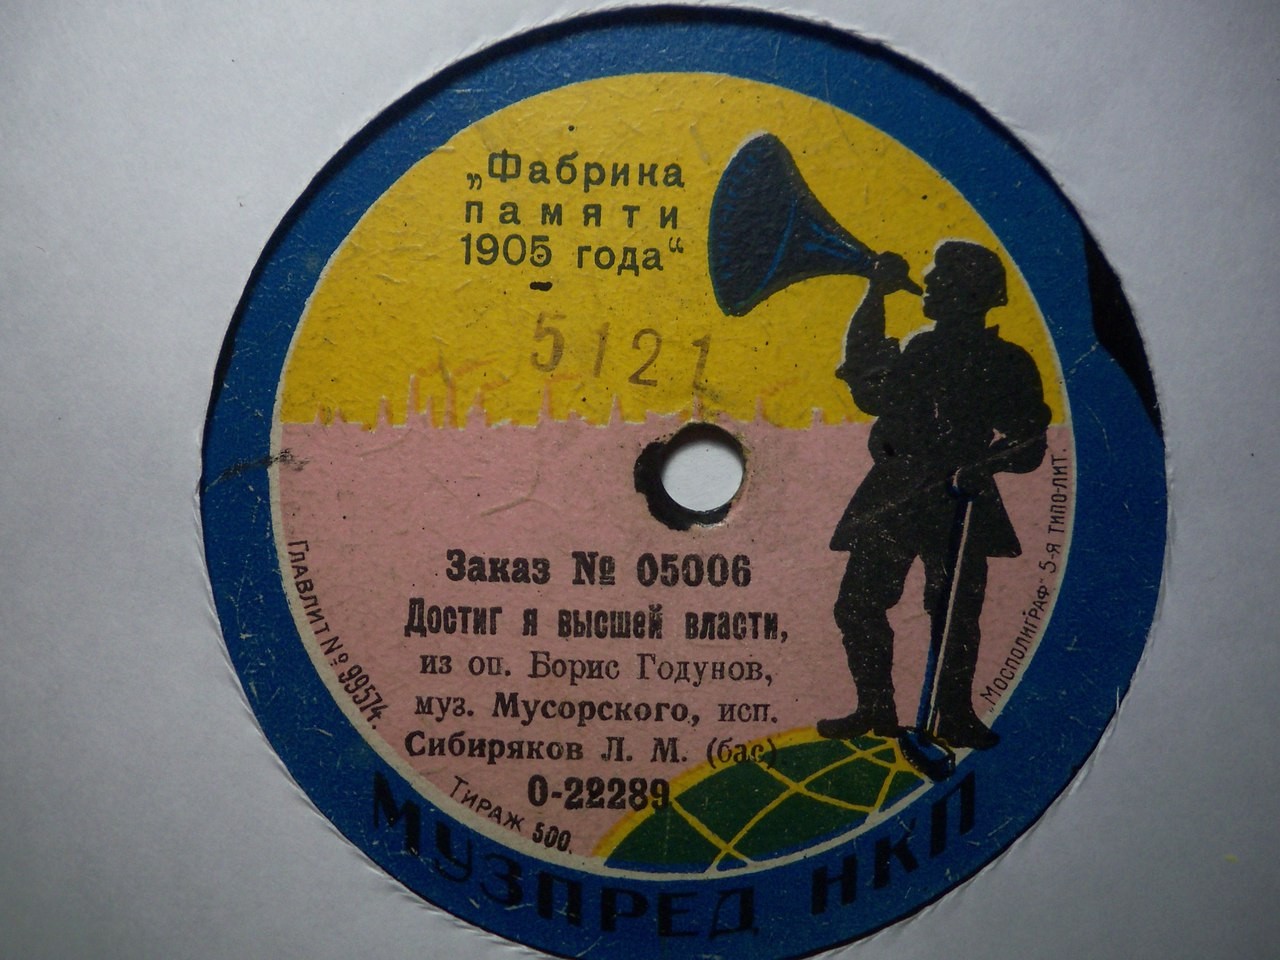 „Фабрика
памяти
1905 года“
5121
Заказ № 05006
Достиг я высшей власти,
из оп. Борис Годунов,
муз. Мусорского, исп.
Сибиряков Л. М. (бас)
О-22289
Главлит № 99574.
Тираж 500.
„Мосполиграф“ 5-я типо-лит.
МУЗПРЕД НКП